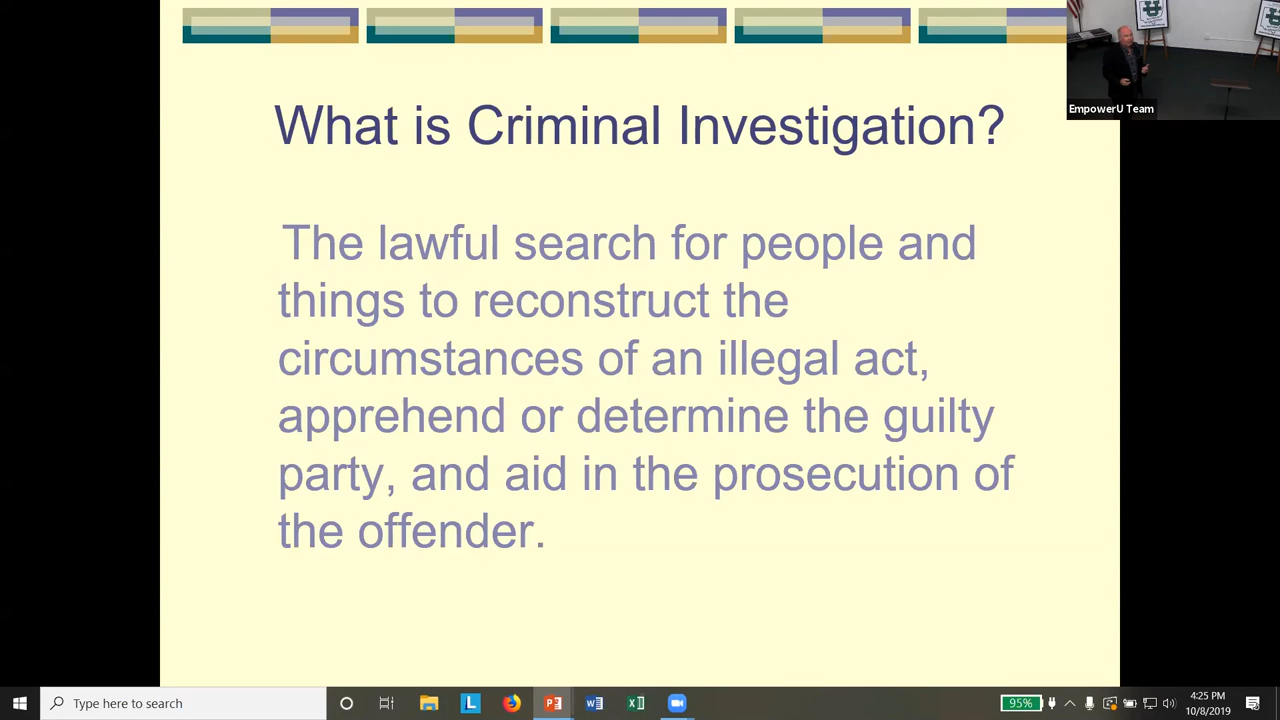 What is Criminal Investigation?
EmpowerU Team
The lawful search for people and
things to reconstruct the
circumstances of an illegal act,
apprehend or determine the guilty
party, and aid in the prosecution of
the offender.
Type here to search
95%
4:25 PM
10/8/2019